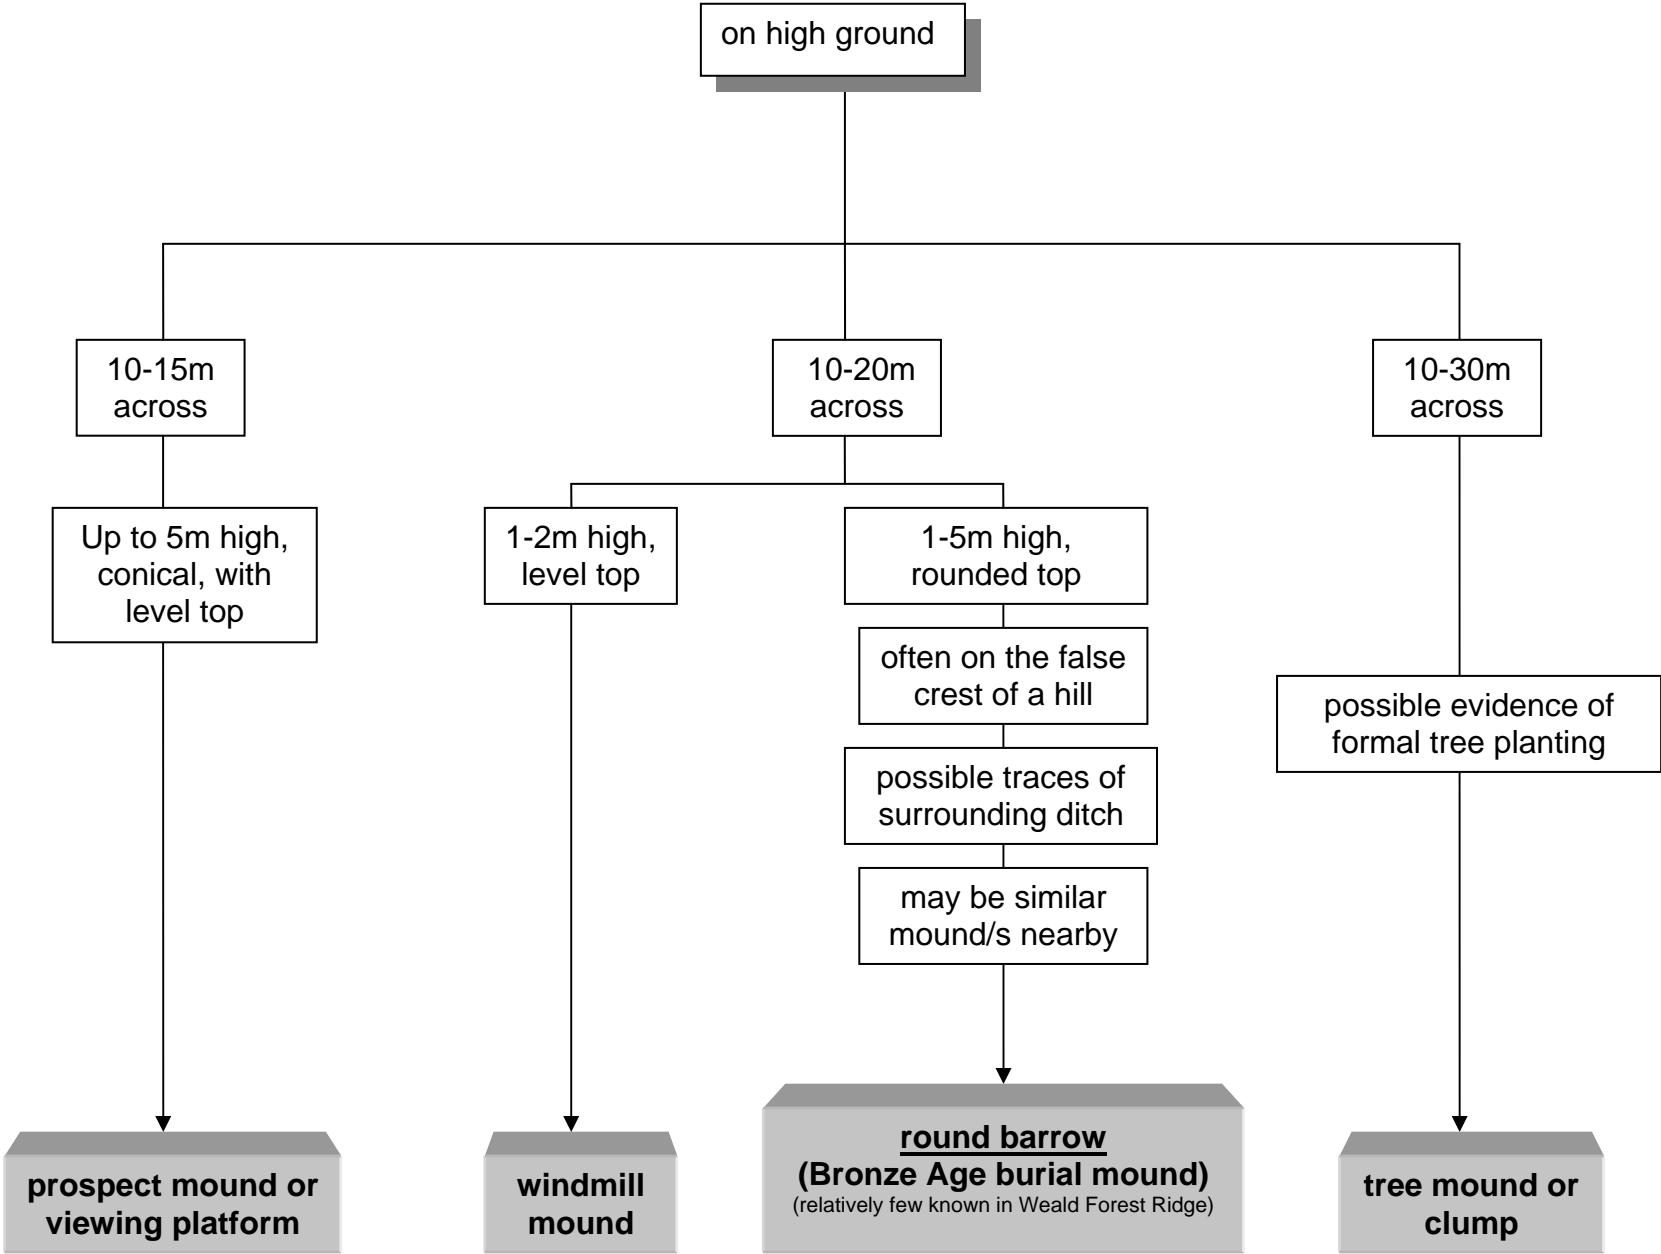 on high ground
10-15m
across
10-20m
across
10-30m
across
Up to 5m high,
conical, with
level top
1-2m high,
level top
1-5m high,
rounded top
often on the false
crest of a hill
possible evidence of
formal tree planting
possible traces of
surrounding ditch
may be similar
mound/s nearby
prospect mound or
viewing platform
windmill
mound
round barrow
(Bronze Age burial mound)
(relatively few known in Weald Forest Ridge)
tree mound or
clump